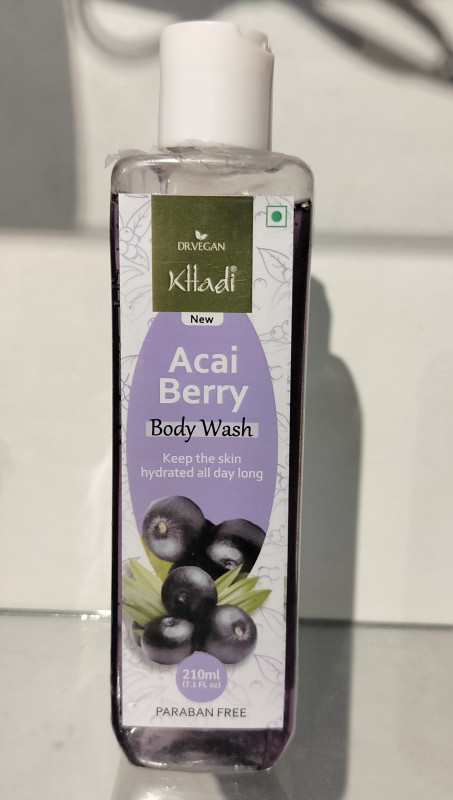 DR.VEGAN
Khadi®
New
Acai
Berry
Body Wash
Keep the skin
hydrated all day long
210ml
(7.1 FL oz)
PARABAN FREE